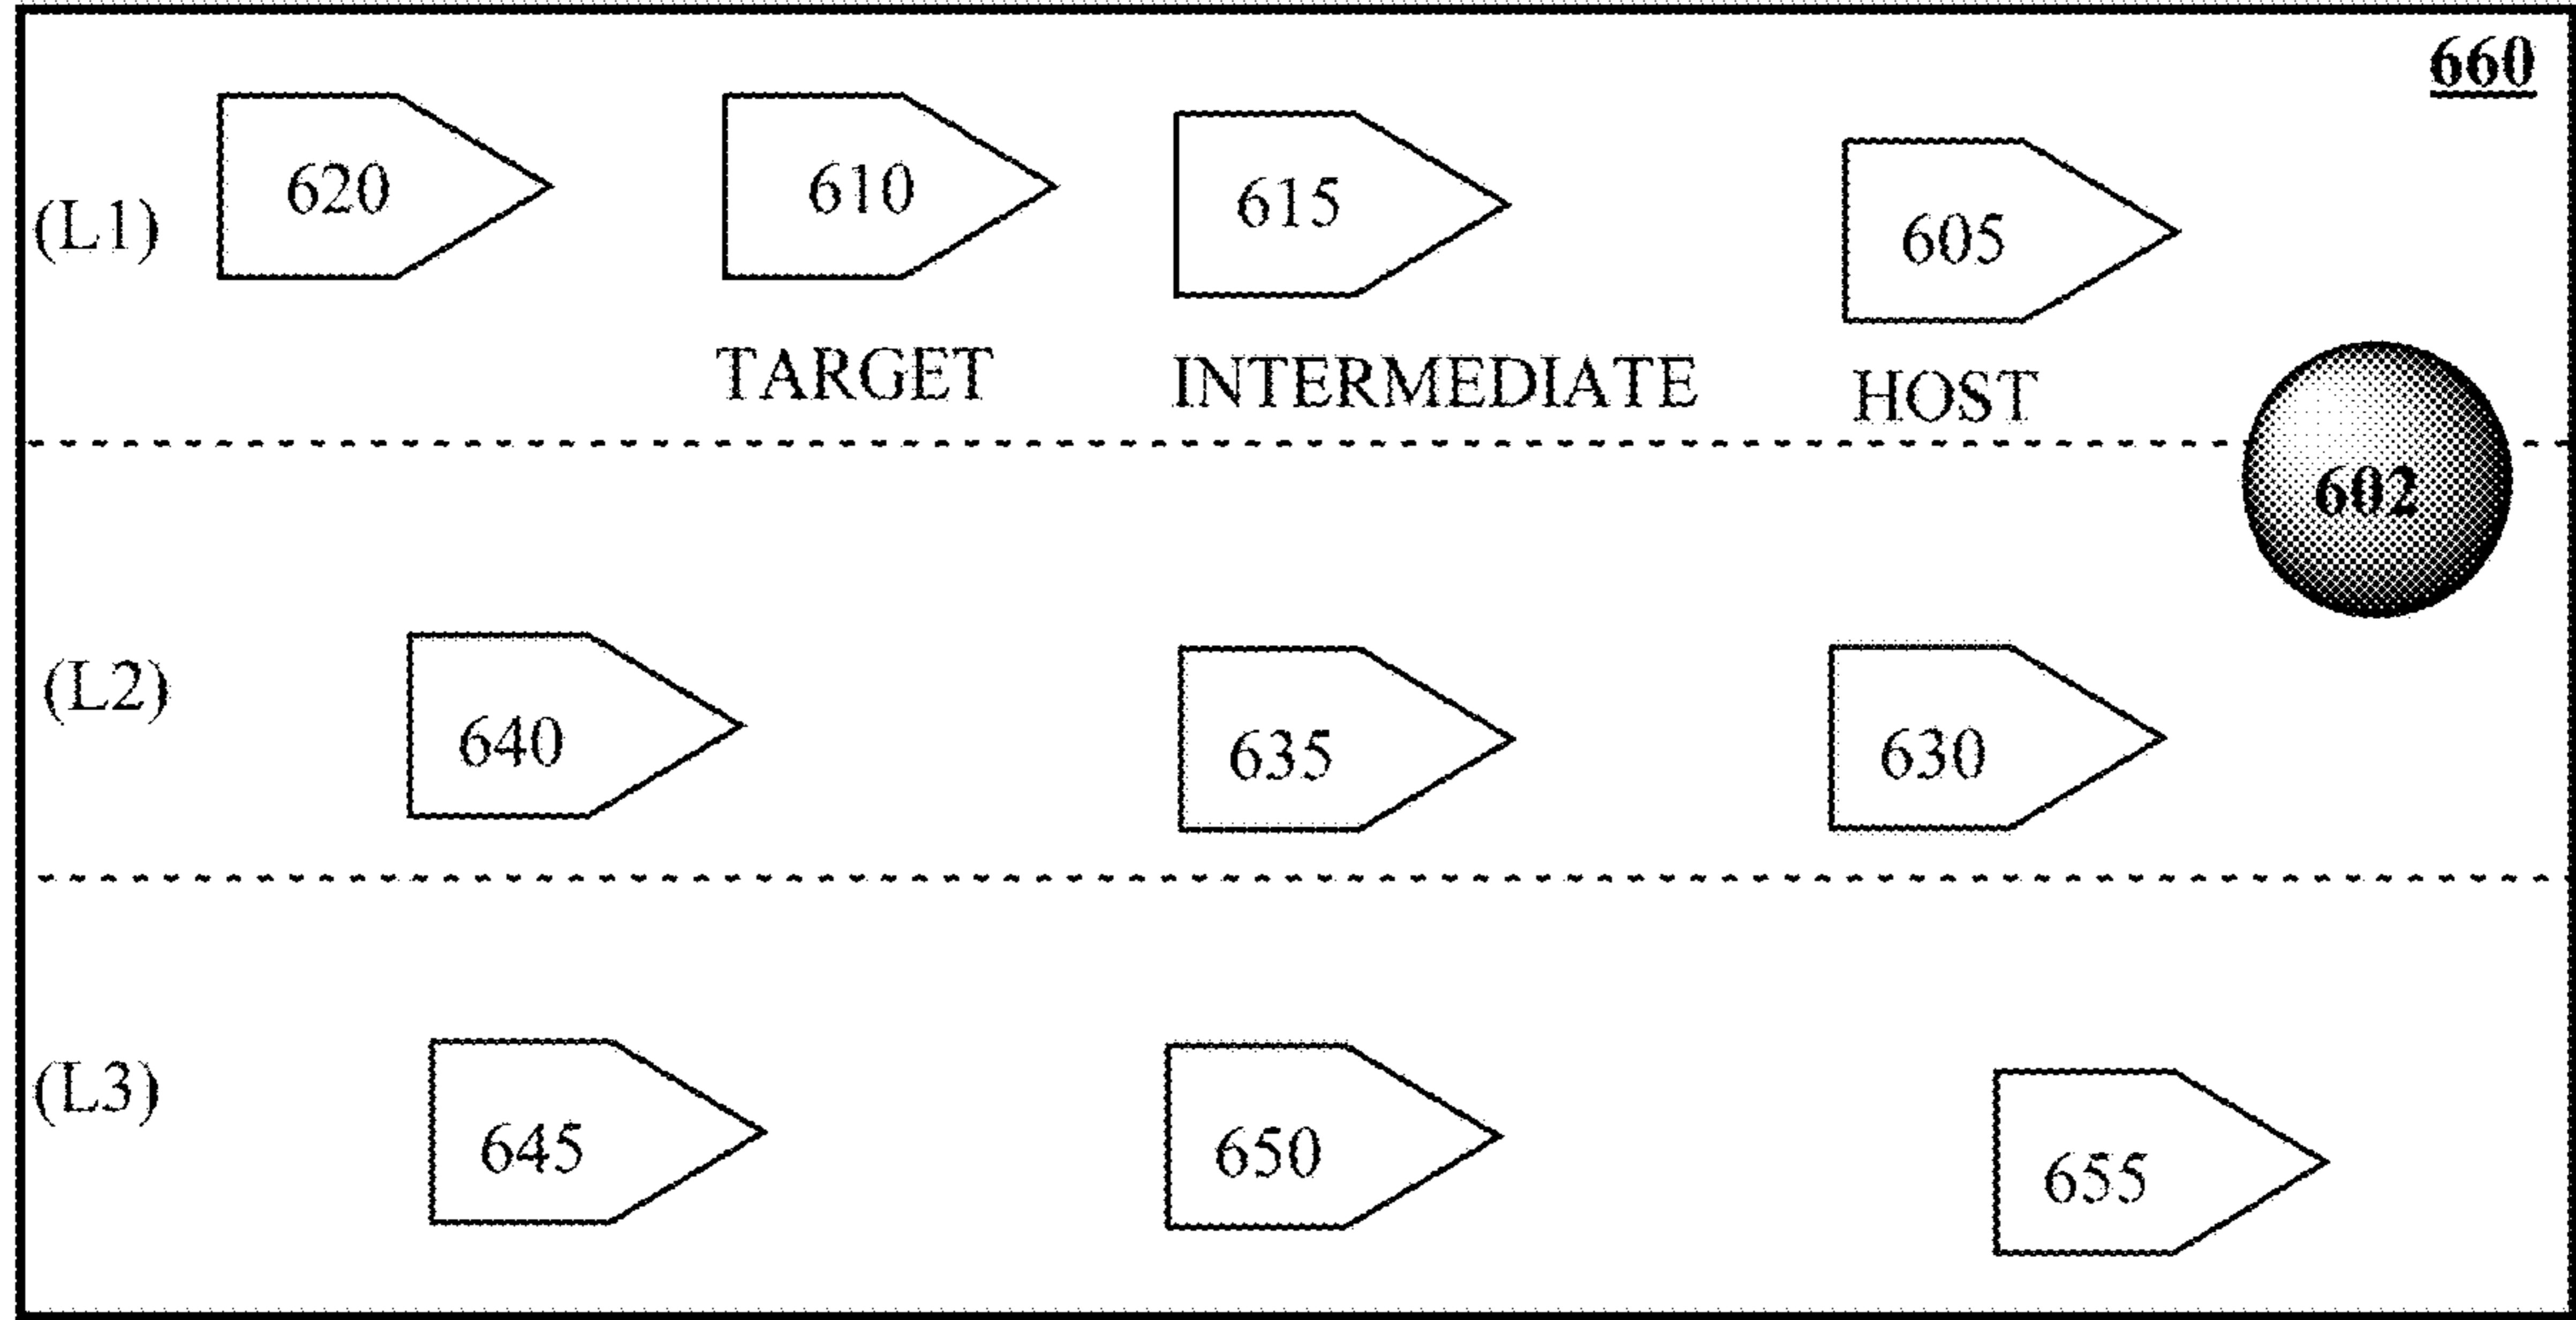 660
620 610 615 605
(L1)
TARGET INTERMEDIATE HOST
602
(L2)
640 635 630
(L3)
645 650 655